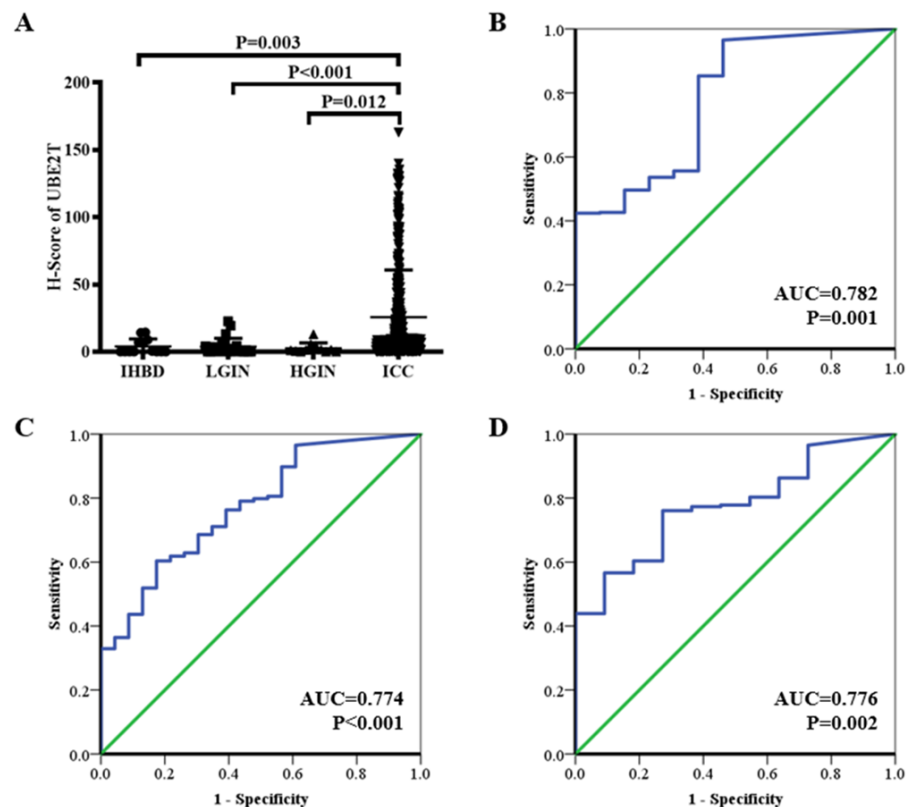 A
P=0.003
P<0.001
P=0.012
H-Score of UBE2T
200
150
100
50
0
IHBD LGIN HGIN ICC
B
Sensitivity
1.0
0.8
0.6
0.4
0.2
0.0
AUC=0.782
P=0.001
0.0 0.2 0.4 0.6 0.8 1.0
1 - Specificity
C
Sensitivity
1.0
0.8
0.6
0.4
0.2
0.0
AUC=0.774
P<0.001
0.0 0.2 0.4 0.6 0.8 1.0
1 - Specificity
D
Sensitivity
1.0
0.8
0.6
0.4
0.2
0.0
AUC=0.776
P=0.002
0.0 0.2 0.4 0.6 0.8 1.0
1 - Specificity